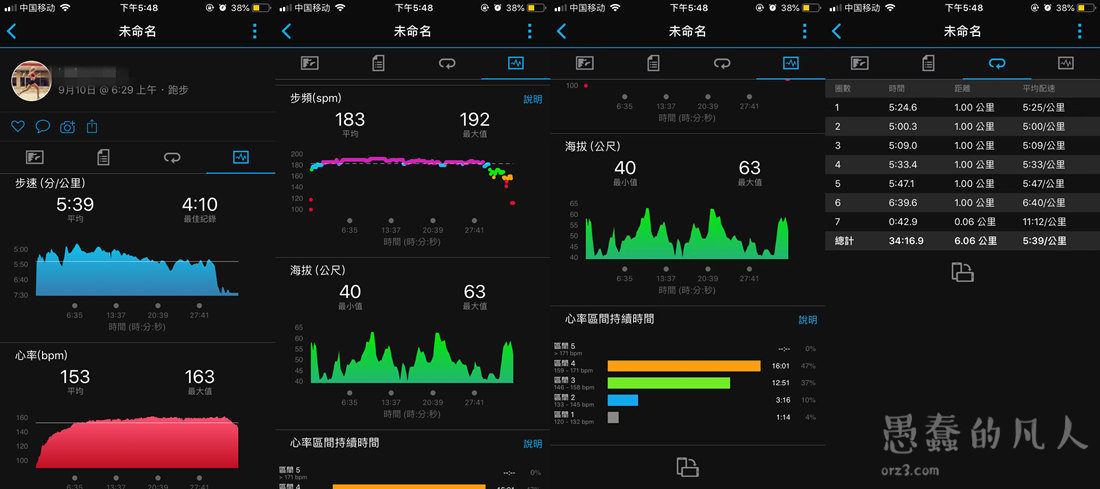 中国移动 下午5:48 38%
未命名
9月10日 @ 6:29 上午 · 跑步
步速 (分/公里)
5:39 4:10
平均 最佳紀錄
5:00
5:50
6:40
7:30
6:35 13:37 20:39 27:41
時間 (時:分:秒)
心率(bpm)
153 163
平均 最大值
160
140
120
100
6:35 13:37 20:39 27:41
中国移动 下午5:48 38%
未命名
步頻(spm) 說明
183 192
平均 最大值
200
180
160
140
120
100
6:35 13:37 20:39 27:41
時間 (時:分:秒)
海拔 (公尺)
40 63
最小值 最大值
65
60
55
50
45
40
6:35 13:37 20:39 27:41
時間 (時:分:秒)
心率區間持續時間 說明
區間 5 --:-- 0%
> 171 bpm
區間 4 16:01 47%
中国移动 下午5:48 38%
未命名
100
6:35 13:37 20:39 27:41
時間 (時:分:秒)
海拔 (公尺)
40 63
最小值 最大值
65
60
55
50
45
40
6:35 13:37 20:39 27:41
時間 (時:分:秒)
心率區間持續時間 說明
區間 5 --:-- 0%
> 171 bpm
區間 4 16:01 47%
159 - 171 bpm
區間 3 12:51 37%
146 - 158 bpm
區間 2 3:16 10%
133 - 145 bpm
區間 1 1:14 4%
120 - 132 bpm
中国移动 下午5:48 38%
未命名
圈數 時間 距離 平均配速
1 5:24.6 1.00 公里 5:25/公里
2 5:00.3 1.00 公里 5:00/公里
3 5:09.0 1.00 公里 5:09/公里
4 5:33.4 1.00 公里 5:33/公里
5 5:47.1 1.00 公里 5:47/公里
6 6:39.6 1.00 公里 6:40/公里
7 0:42.9 0.06 公里 11:12/公里
總計 34:16.9 6.06 公里 5:39/公里
愚蠢的凡人
orz3.com